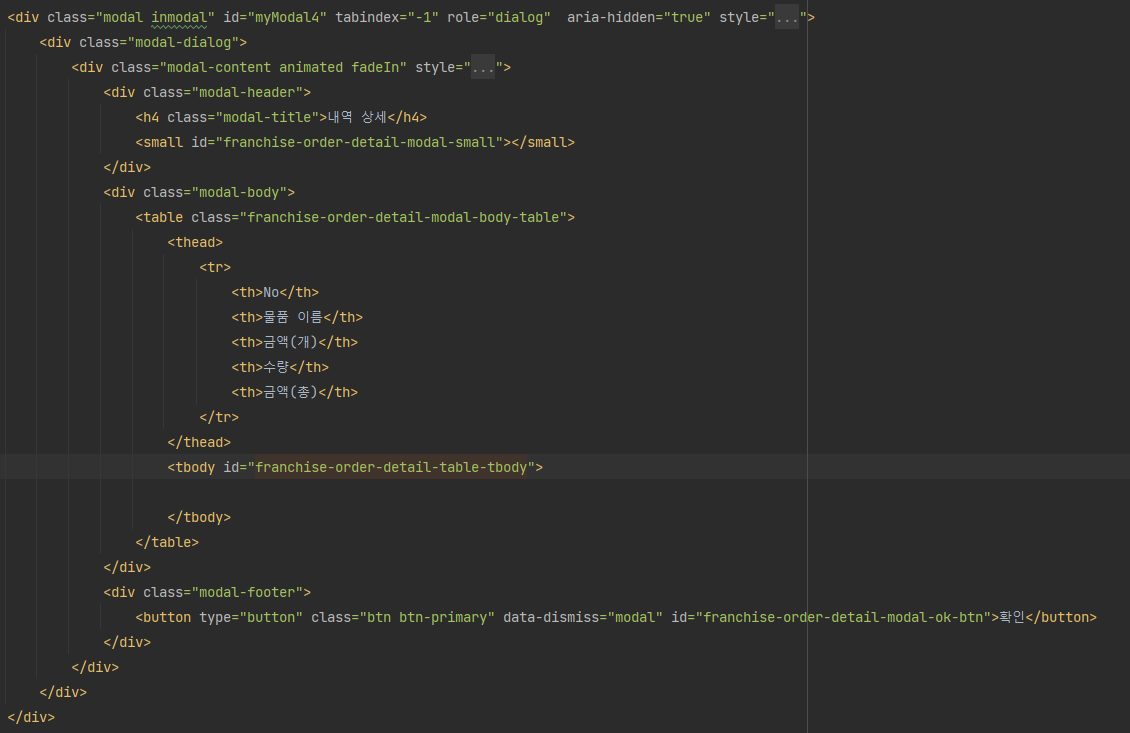 <div class="modal inmodal" id="myModal4" tabindex="-1" role="dialog"  aria-hidden="true" style="...">
    <div class="modal-dialog">
        <div class="modal-content animated fadeIn" style="...">
            <div class="modal-header">
                <h4 class="modal-title">내역 상세</h4>
                <small id="franchise-order-detail-modal-small"></small>
            </div>
            <div class="modal-body">
                <table class="franchise-order-detail-modal-body-table">
                    <thead>
                        <tr>
                            <th>No</th>
                            <th>물품 이름</th>
                            <th>금액(개)</th>
                            <th>수량</th>
                            <th>금액(총)</th>
                        </tr>
                    </thead>
                    <tbody id="franchise-order-detail-table-tbody">

                    </tbody>
                </table>
            </div>
            <div class="modal-footer">
                <button type="button" class="btn btn-primary" data-dismiss="modal" id="franchise-order-detail-modal-ok-btn">확인</button>
            </div>
        </div>
    </div>
</div>